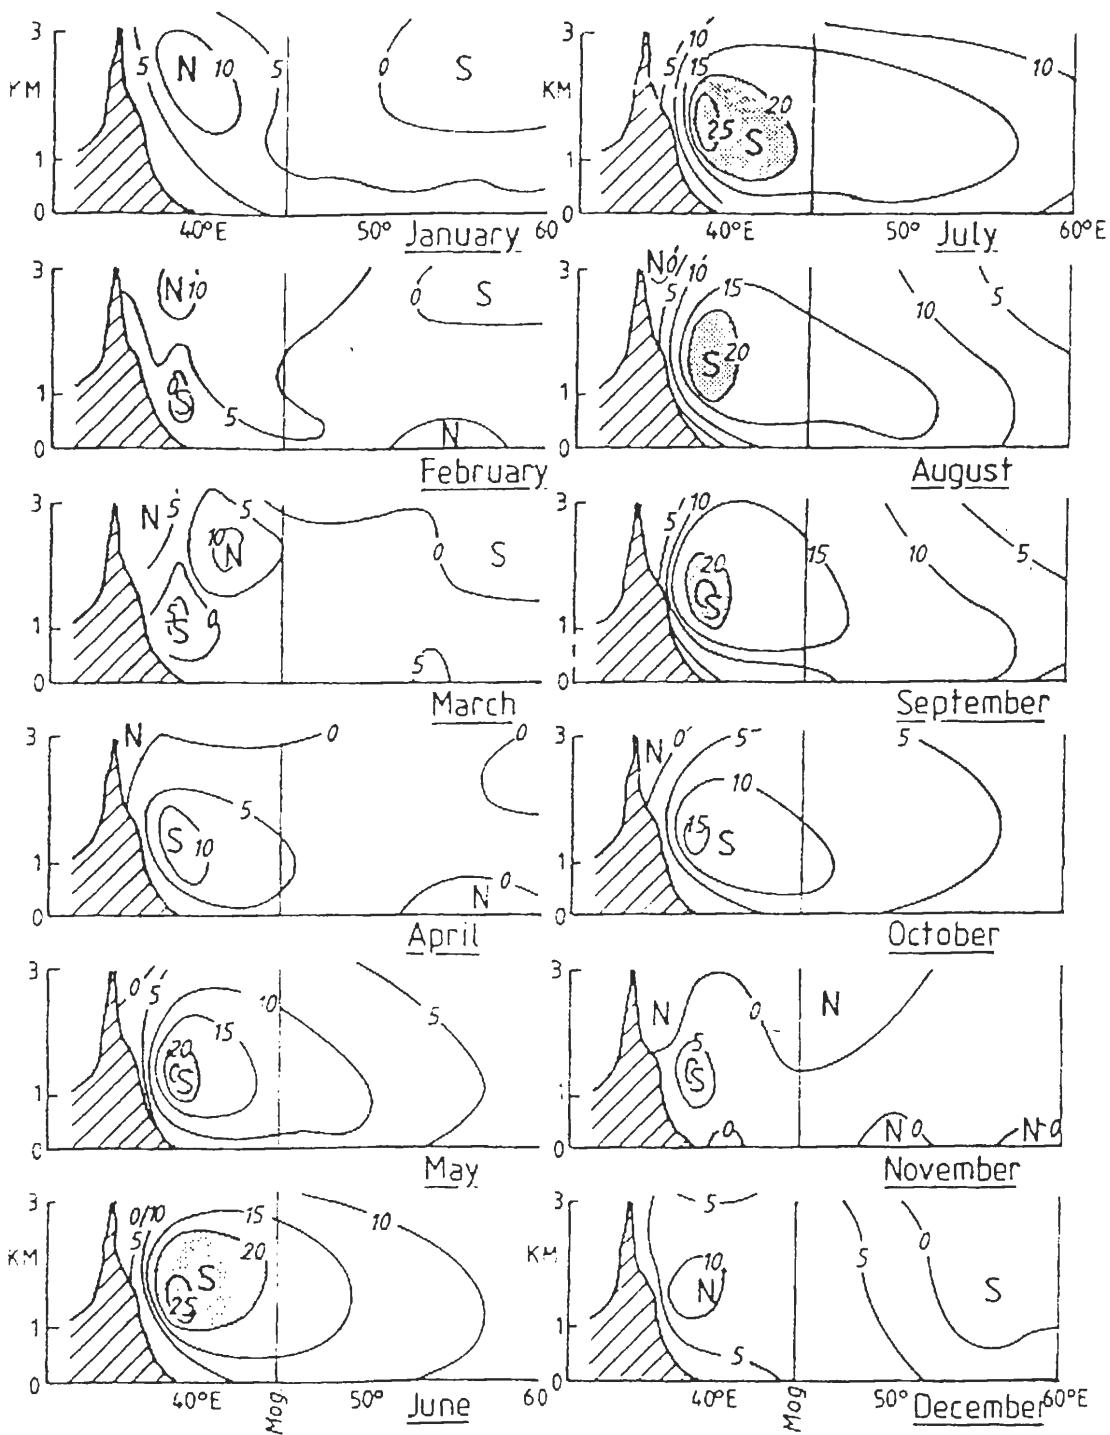 3 5 N 10 5 0 S
KM
1
0
40°E 50° January 60
3 5 10 15 10
KM
20
25 S
1
0
40°E 50° July 60°E
3 N 10 0 S
1 0 S 5
0 N
February
3 N 0 10 5 15 10 5
S 20
1
0
August
3 N 5 5
10 N 0 S
5 S 0
1
0 5
March
3 5 10 15 10 5
20
S
1
0
September
3 N 0 0
5
S 10
1
0 N 0
April
3 N 0 5 5
10
15 S
1
0
October
3 0 5 10 5
15
20
S
1
0
May
3 N 0 N
5
S
1
0 0 N 0 N 0
November
3 0/10 15 10
5
KM 20
S
25
1
0
40°E Mog. 50° June 60
3 5
0
KM 10 N 5 S
1
5
0
40°E Mog 50° December 60°E